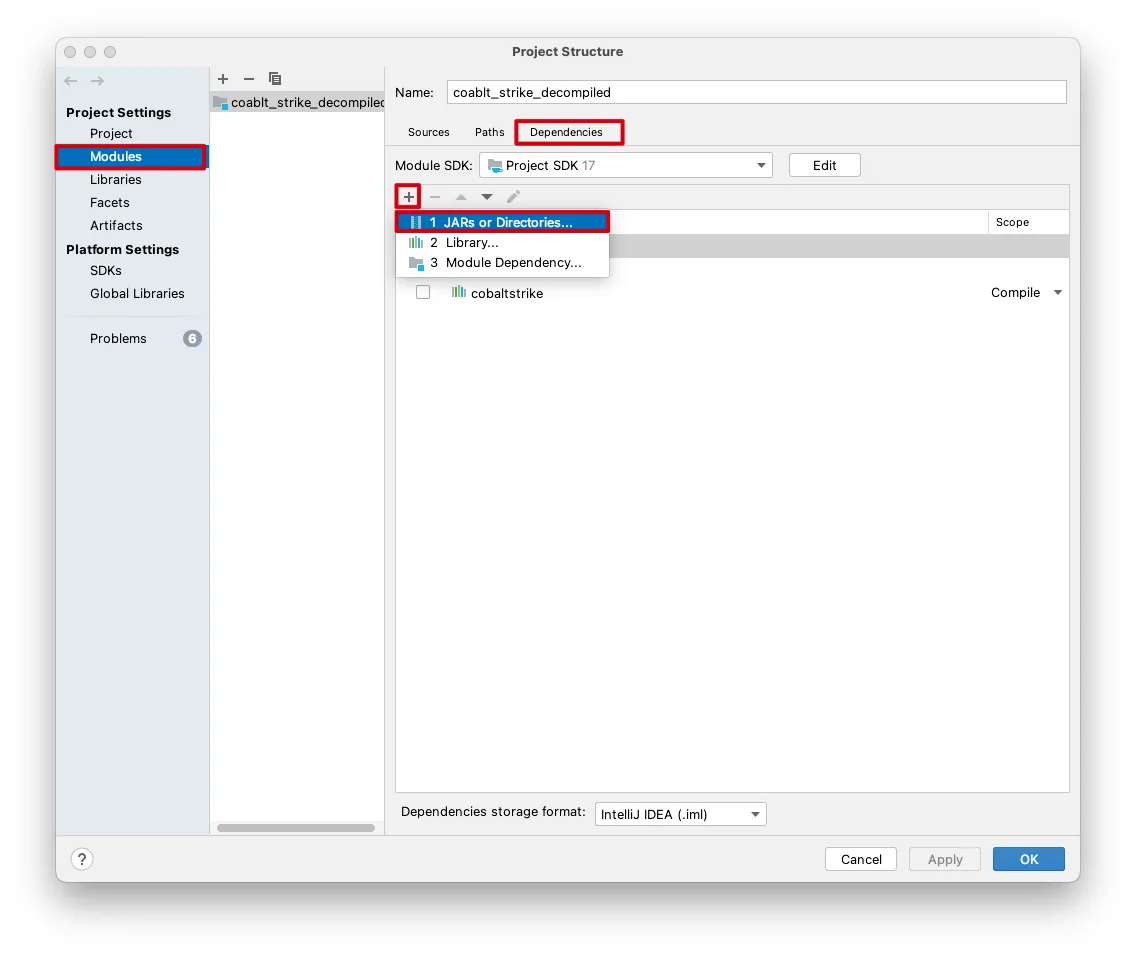 Project Structure
Project Settings
Project
Modules
Libraries
Facets
Artifacts
Platform Settings
SDKs
Global Libraries
Problems 6
coablt_strike_decompiled
Name: coablt_strike_decompiled
Sources Paths Dependencies
Module SDK: Project SDK 17 Edit
Scope
1 JARs or Directories...
2 Library...
3 Module Dependency...
cobaltstrike Compile
Dependencies storage format: IntelliJ IDEA (.iml)
? Cancel Apply OK